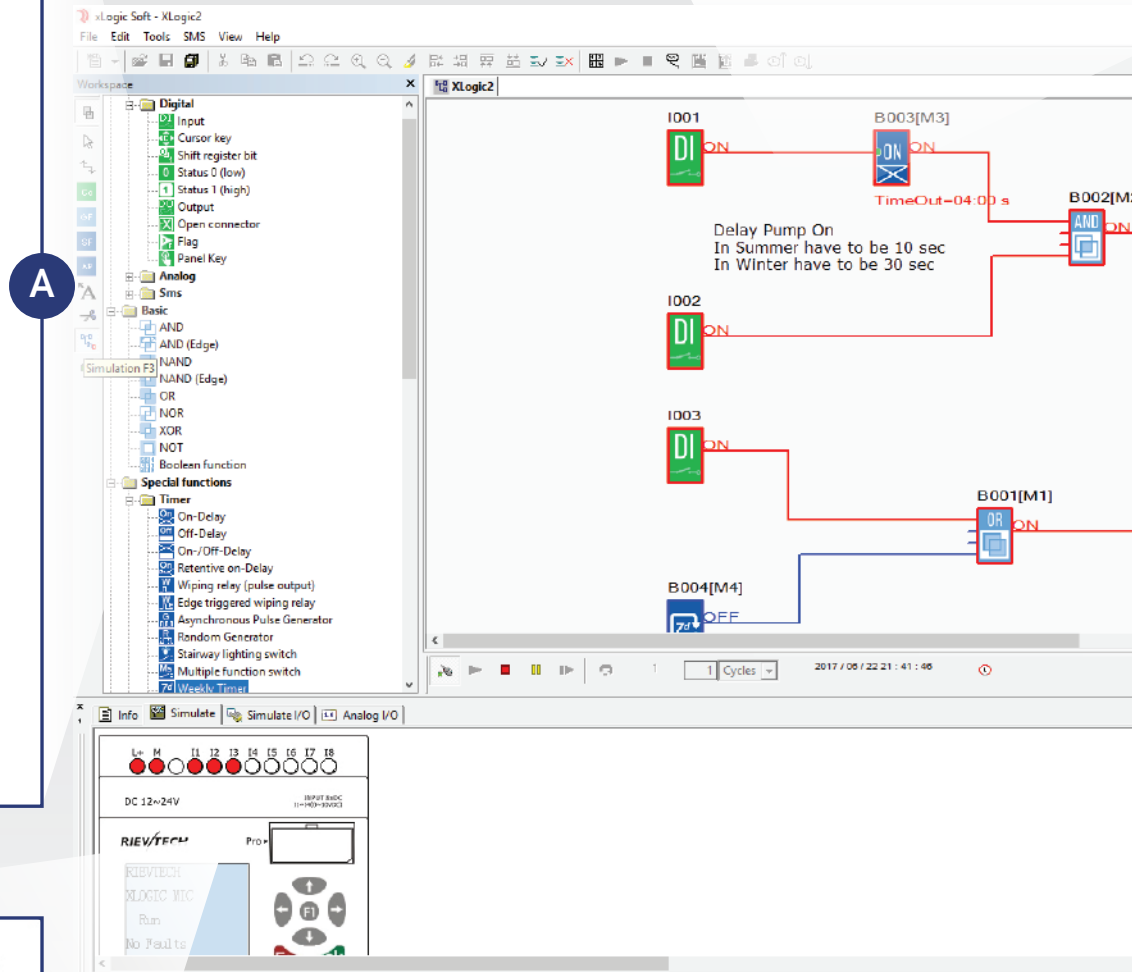 xLogic Soft - XLogic2
File Edit Tools SMS View Help
Workspace
XLogic2
A
Digital
Input
Cursor key
Shift register bit
Status 0 (low)
Status 1 (high)
Output
Open connector
Flag
Panel Key
Analog
Sms
Basic
AND
AND (Edge)
NAND
NAND (Edge)
OR
NOR
XOR
NOT
Boolean function
Simulation F3
Special functions
Timer
On-Delay
Off-Delay
On-/Off-Delay
Retentive on-Delay
Wiping relay (pulse output)
Edge triggered wiping relay
Asynchronous Pulse Generator
Random Generator
Stairway lighting switch
Multiple function switch
Weekly Timer
I001
DI
ON
B003[M3]
ON
ON
TimeOut=04:00 s
B002[M2
AND
ON
Delay Pump On
In Summer have to be 10 sec
In Winter have to be 30 sec
I002
DI
ON
I003
DI
ON
B001[M1]
OR
ON
B004[M4]
7d
OFF
1
1 Cycles
2017 / 06 / 22 21 : 41 : 46
Info Simulate Simulate I/O Analog I/O
L+ M I1 I2 I3 I4 I5 I6 I7 I8
DC 12~24V
RIEVTECH
Pro
RIEVTECH
XLOGIC MIC
Run
No Faults
F1